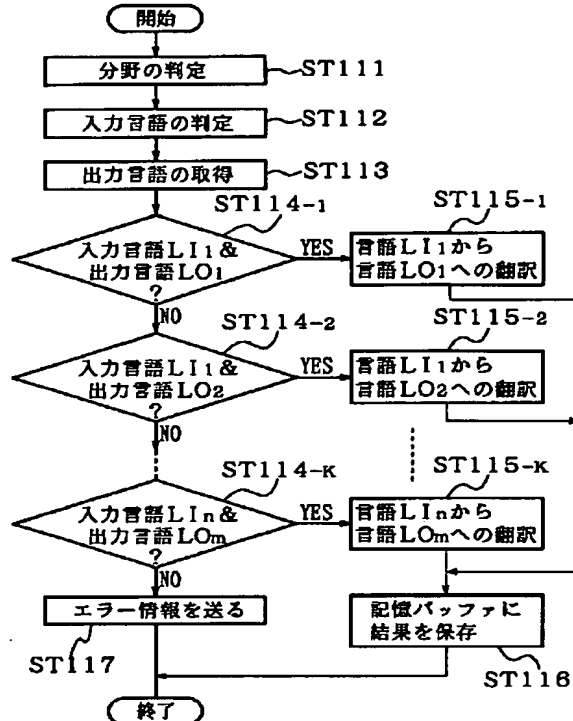 開始
分野の判定
ST111
入力言語の判定
ST112
出力言語の取得
ST113
ST114-1
入力言語LI1&
出力言語LO1
?
YES
NO
ST115-1
言語LI1から
言語LO1への翻訳
ST114-2
入力言語LI1&
出力言語LO2
?
YES
NO
ST115-2
言語LI1から
言語LO2への翻訳
ST114-K
入力言語LIn&
出力言語LOm
?
YES
NO
ST115-K
言語LInから
言語LOmへの翻訳
エラー情報を送る
ST117
記憶バッファに
結果を保存
ST116
終了